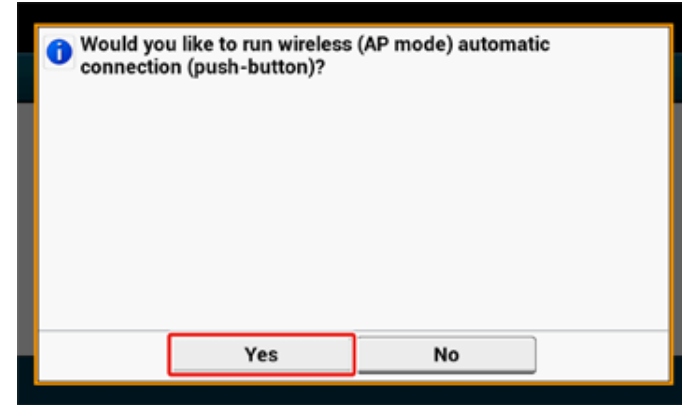 Would you like to run wireless (AP mode) automatic
connection (push-button)?
Yes
No